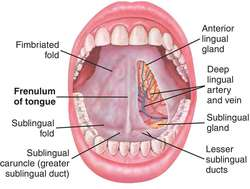 Fimbriated
fold
Frenulum
of tongue
Sublingual
fold
Sublingual
caruncle (greater
sublingual duct)
Anterior
lingual
gland
Deep
lingual
artery and vein
Sublingual
gland
Lesser
sublingual
ducts